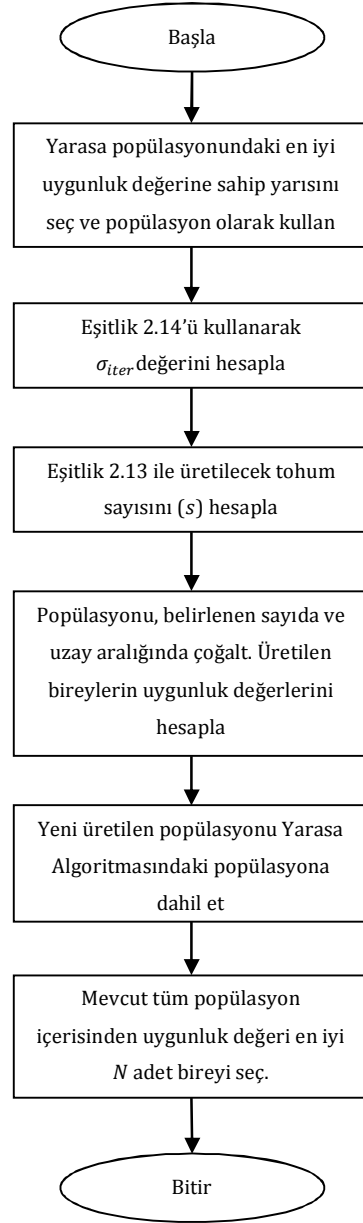 Başla
Yarasa popülasyonundaki en iyi
uygunluk değerine sahip yarısını
seç ve popülasyon olarak kullan
Eşitlik 2.14’ü kullanarak
σ_iter değerini hesapla
Eşitlik 2.13 ile üretilecek tohum
sayısını (s) hesapla
Popülasyonu, belirlenen sayıda ve
uzay aralığında çoğalt. Üretilen
bireylerin uygunluk değerlerini
hesapla
Yeni üretilen popülasyonu Yarasa
Algoritmasındaki popülasyona
dahil et
Mevcut tüm popülasyon
içerisinden uygunluk değeri en iyi
N adet bireyi seç.
Bitir